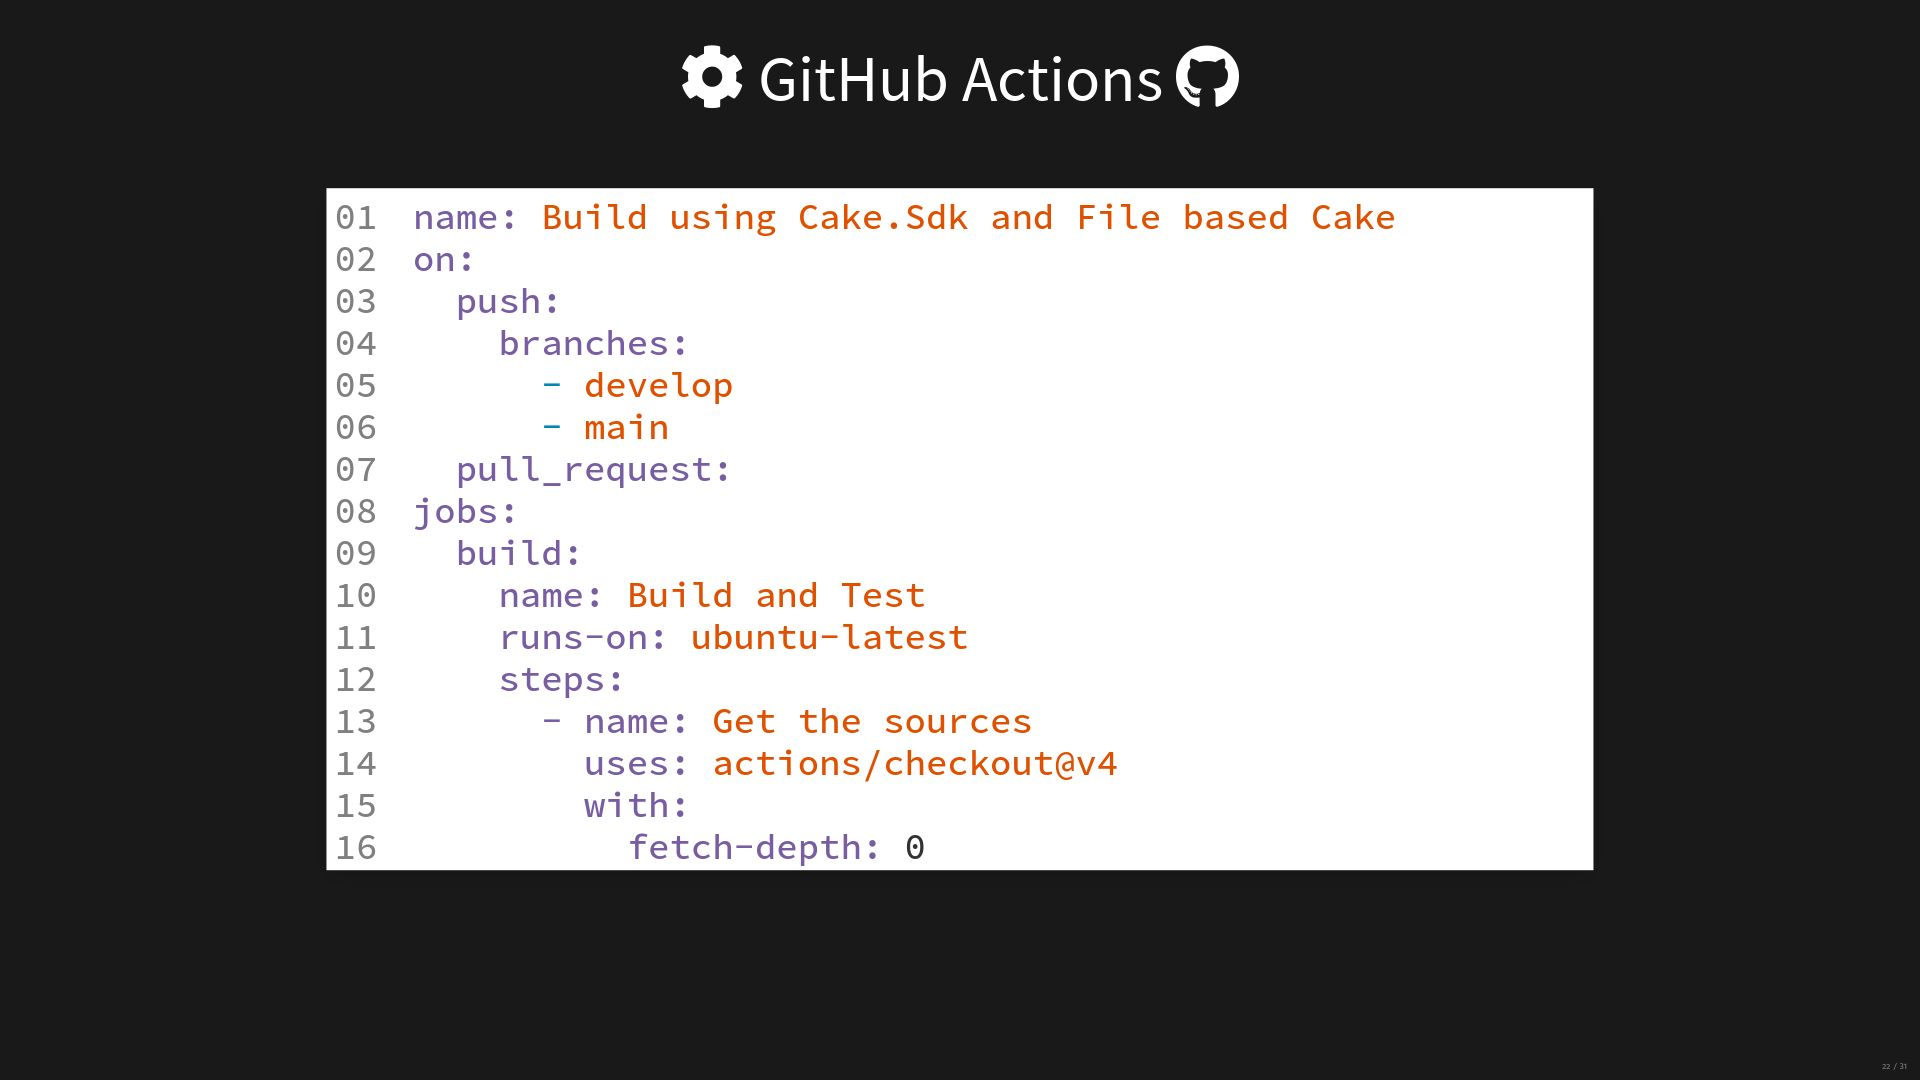 GitHub Actions
01 name: Build using Cake.Sdk and File based Cake
02 on:
03   push:
04     branches:
05       - develop
06       - main
07   pull_request:
08 jobs:
09   build:
10     name: Build and Test
11     runs-on: ubuntu-latest
12     steps:
13       - name: Get the sources
14         uses: actions/checkout@v4
15         with:
16           fetch-depth: 0
22 / 31